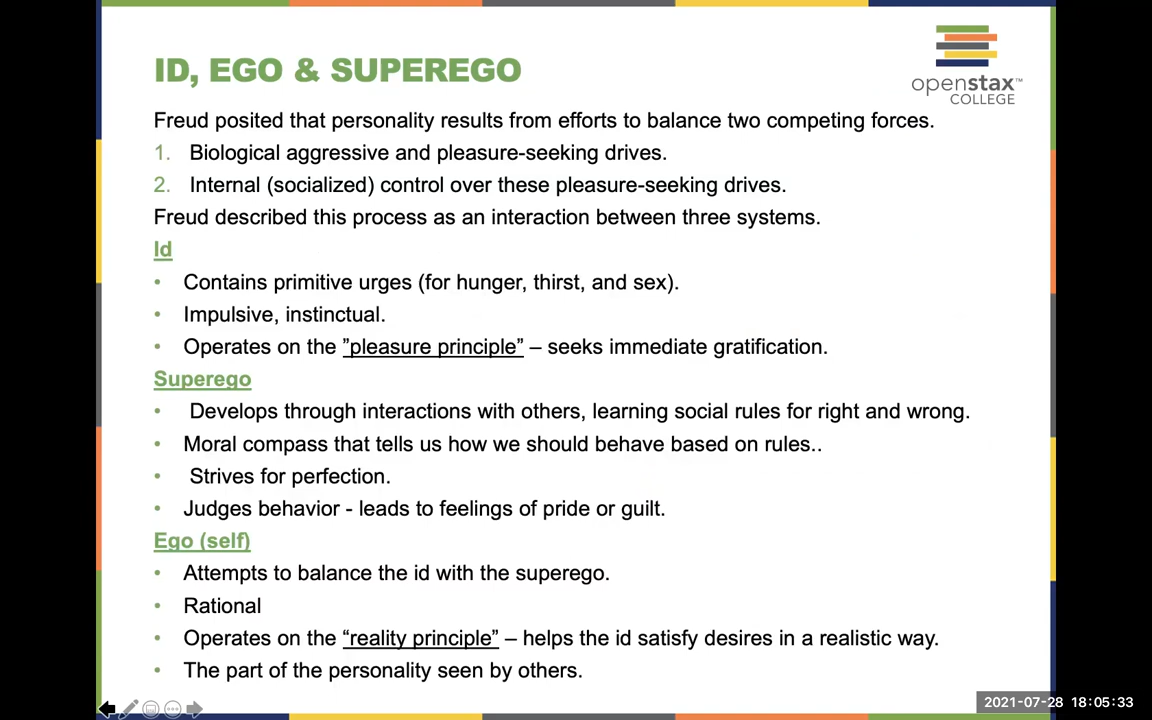 ID, EGO & SUPEREGO
openstax™
COLLEGE
Freud posited that personality results from efforts to balance two competing forces.
1. Biological aggressive and pleasure-seeking drives.
2. Internal (socialized) control over these pleasure-seeking drives.
Freud described this process as an interaction between three systems.
Id
• Contains primitive urges (for hunger, thirst, and sex).
• Impulsive, instinctual.
• Operates on the ”pleasure principle” – seeks immediate gratification.
Superego
• Develops through interactions with others, learning social rules for right and wrong.
• Moral compass that tells us how we should behave based on rules..
• Strives for perfection.
• Judges behavior - leads to feelings of pride or guilt.
Ego (self)
• Attempts to balance the id with the superego.
• Rational
• Operates on the “reality principle” – helps the id satisfy desires in a realistic way.
• The part of the personality seen by others.
2021-07-28 18:05:33